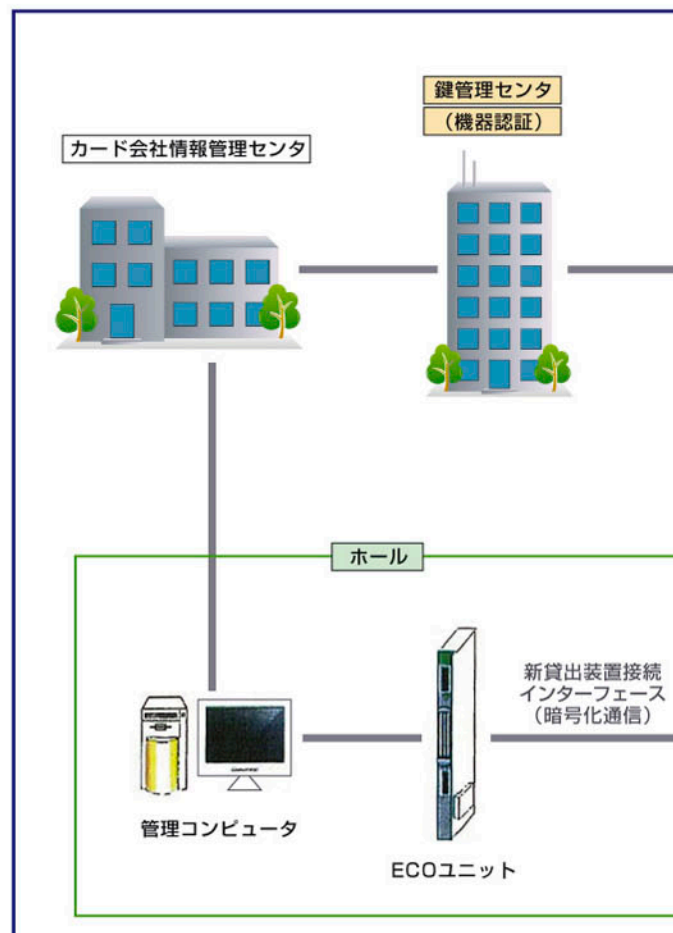 鍵管理センタ
（機器認証）
カード会社情報管理センタ
ホール
新貸出装置接続
インターフェース
（暗号化通信）
管理コンピュータ
ECOユニット